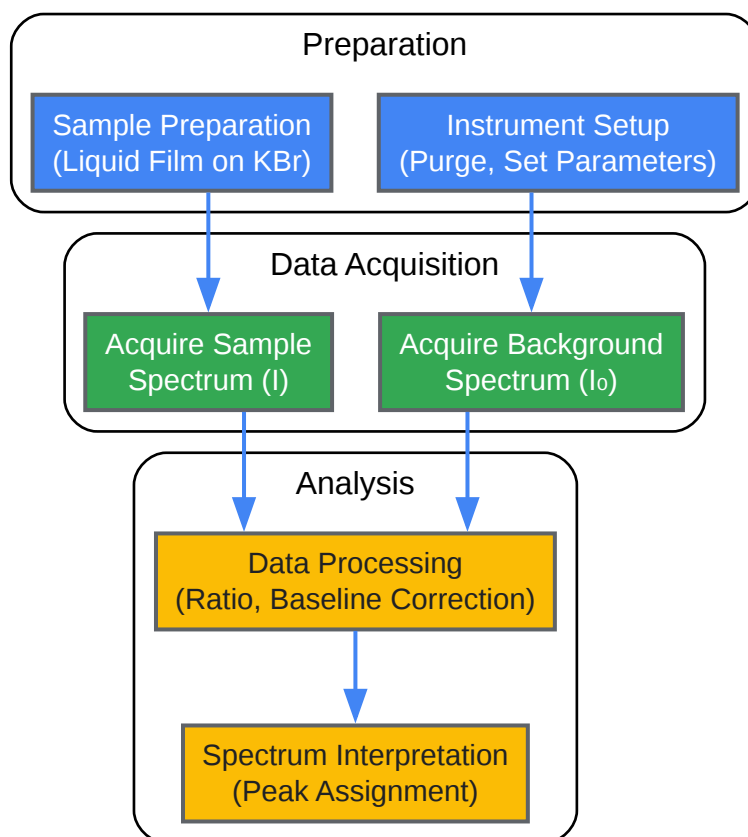 Preparation
Sample Preparation
(Liquid Film on KBr)
Instrument Setup
(Purge, Set Parameters)
Data Acquisition
Acquire Sample
Spectrum (I)
Acquire Background
Spectrum (I₀)
Analysis
Data Processing
(Ratio, Baseline Correction)
Spectrum Interpretation
(Peak Assignment)